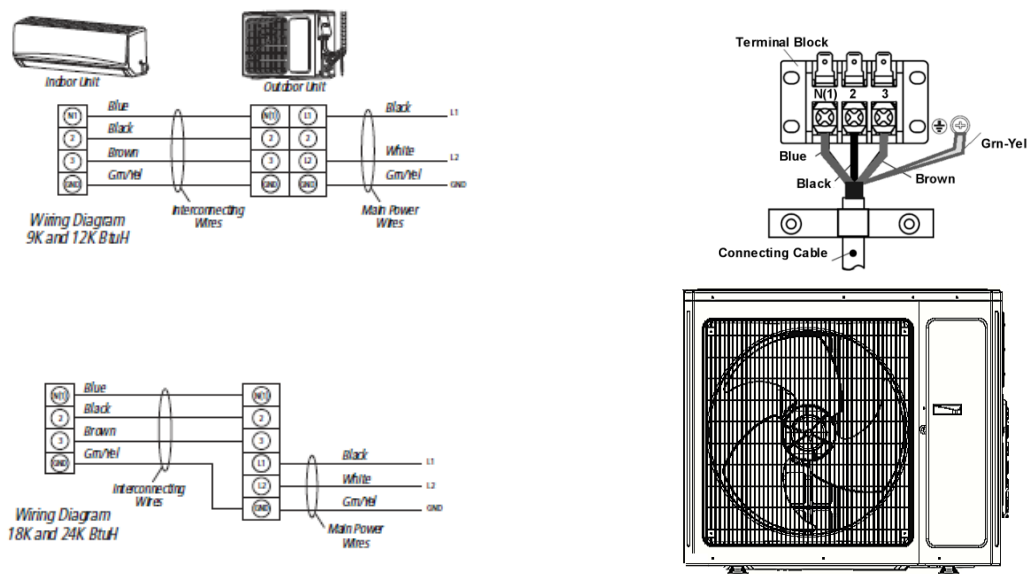 Indoor Unit
Outdoor Unit
N1 Blue N(1) L1 Black L1
2 Black 2 2
3 Brown 3 L2 White L2
GND Grn/Yel GND GND Grn/Yel GND
Interconnecting
Wires
Main Power
Wires
Wiring Diagram
9K and 12K BtuH
N(1) Blue N(1)
2 Black 2
3 Brown 3
GND Grn/Yel L1 Black L1
L2 White L2
GND Grn/Yel GND
Interconnecting
Wires
Main Power
Wires
Wiring Diagram
18K and 24K BtuH
Terminal Block
N(1) 2 3
Grn-Yel
Blue
Black
Brown
Connecting Cable